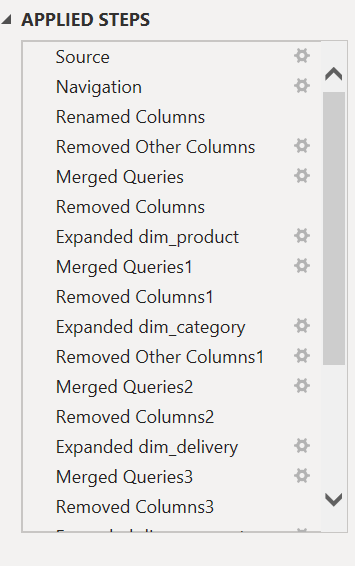 APPLIED STEPS
Source
Navigation
Renamed Columns
Removed Other Columns
Merged Queries
Removed Columns
Expanded dim_product
Merged Queries1
Removed Columns1
Expanded dim_category
Removed Other Columns1
Merged Queries2
Removed Columns2
Expanded dim_delivery
Merged Queries3
Removed Columns3